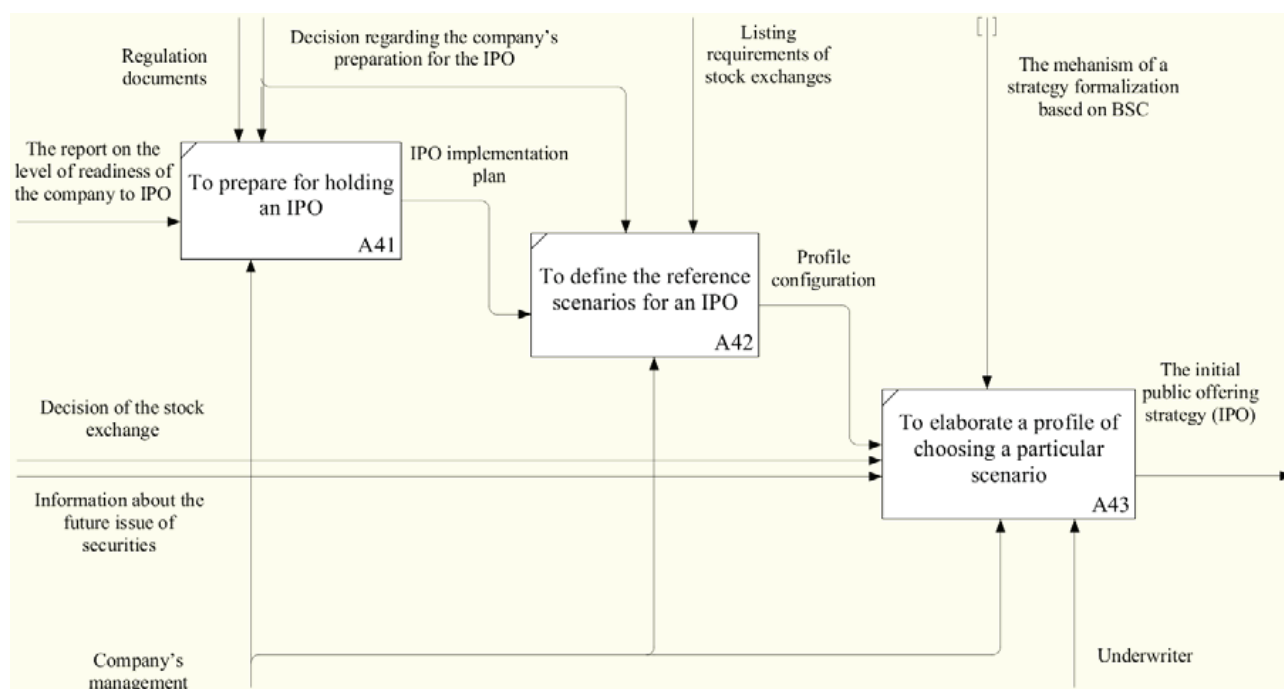 Regulation
documents
Decision regarding the company's
preparation for the IPO
Listing
requirements of
stock exchanges
[ ]
The mehanism of a
strategy formalization
based on BSC
The report on the
level of readiness of
the company to IPO
To prepare for holding
an IPO
A41
IPO implementation
plan
To define the reference
scenarios for an IPO
A42
Profile
configuration
Decision of the stock
exchange
To elaborate a profile of
choosing a particular
scenario
A43
The initial
public offering
strategy (IPO)
Information about the
future issue of
securities
Company's
management
Underwriter